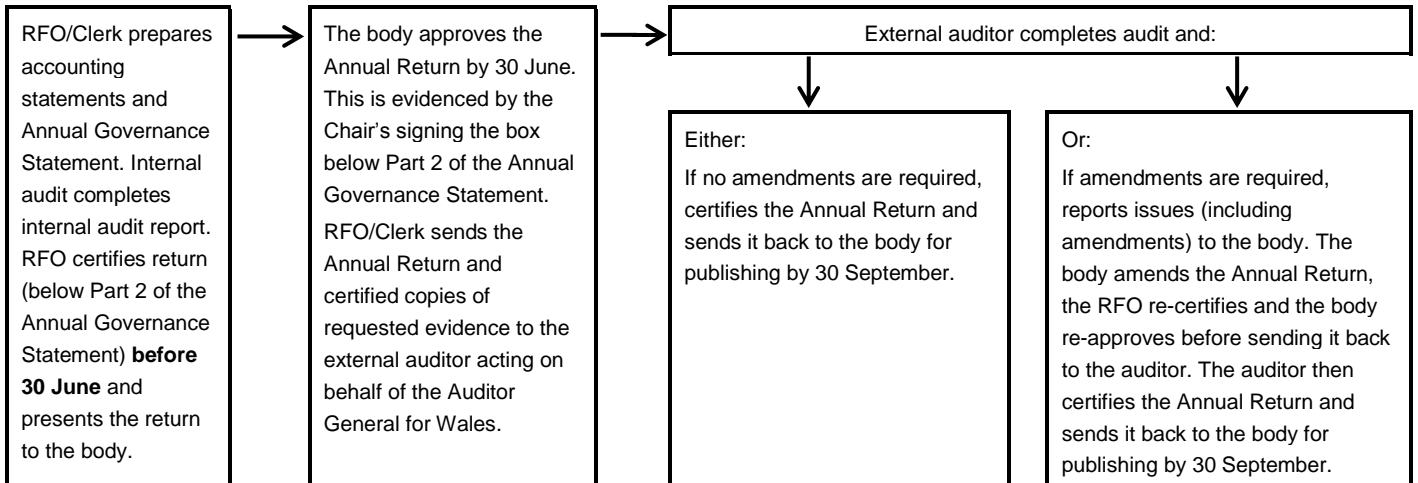 RFO/Clerk prepares
accounting
statements and
Annual Governance
Statement. Internal
audit completes
internal audit report.
RFO certifies return
(below Part 2 of the
Annual Governance
Statement) before
30 June and
presents the return
to the body.
The body approves the
Annual Return by 30 June.
This is evidenced by the
Chair's signing the box
below Part 2 of the Annual
Governance Statement.
RFO/Clerk sends the
Annual Return and
certified copies of
requested evidence to the
external auditor acting on
behalf of the Auditor
General for Wales.
External auditor completes audit and:
Either:
If no amendments are required,
certifies the Annual Return and
sends it back to the body for
publishing by 30 September.
Or:
If amendments are required,
reports issues (including
amendments) to the body. The
body amends the Annual Return,
the RFO re-certifies and the body
re-approves before sending it back
to the auditor. The auditor then
certifies the Annual Return and
sends it back to the body for
publishing by 30 September.